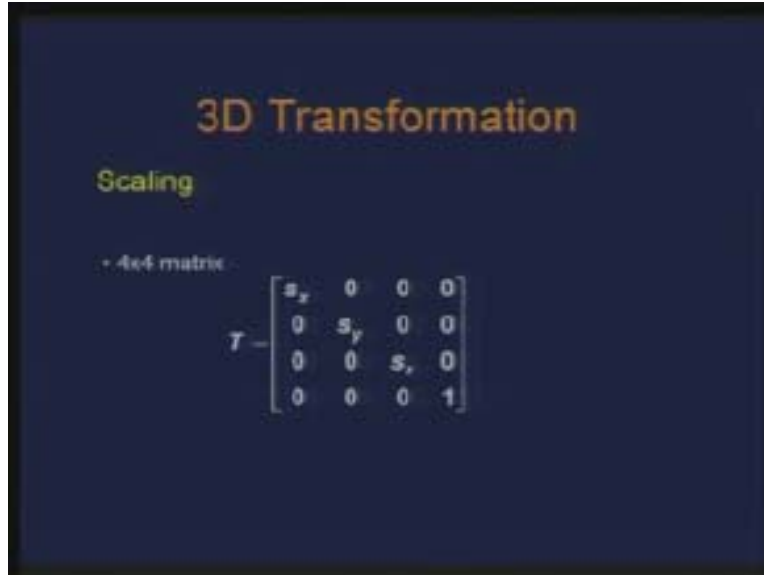 3D Transformation
Scaling
• 4x4 matrix
T = 
s_x 0 0 0
0 s_y 0 0
0 0 s_z 0
0 0 0 1